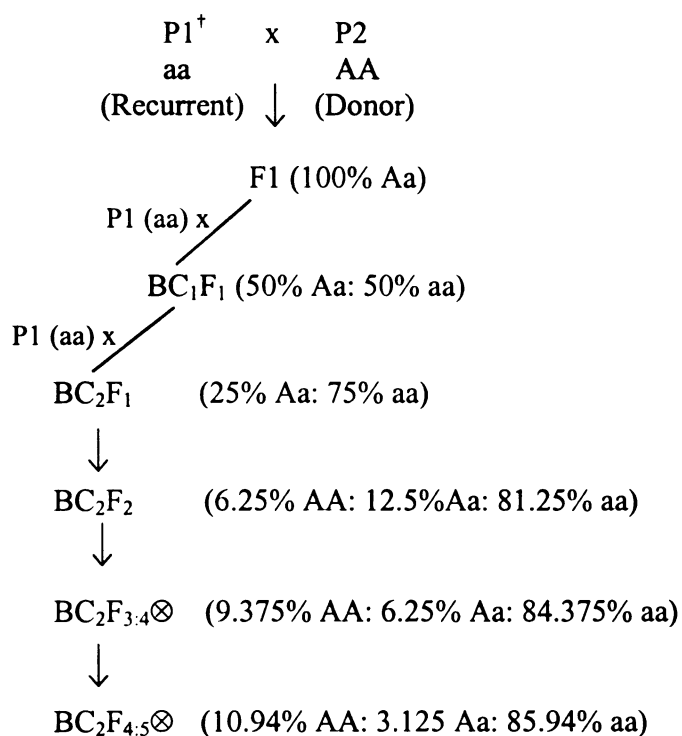 P1† x P2
aa AA
(Recurrent) (Donor)
F1 (100% Aa)
P1 (aa) x
BC₁F₁ (50% Aa: 50% aa)
P1 (aa) x
BC₂F₁ (25% Aa: 75% aa)
BC₂F₂ (6.25% AA: 12.5%Aa: 81.25% aa)
BC₂F₃:₄⊗ (9.375% AA: 6.25% Aa: 84.375% aa)
BC₂F₄:₅⊗ (10.94% AA: 3.125 Aa: 85.94% aa)